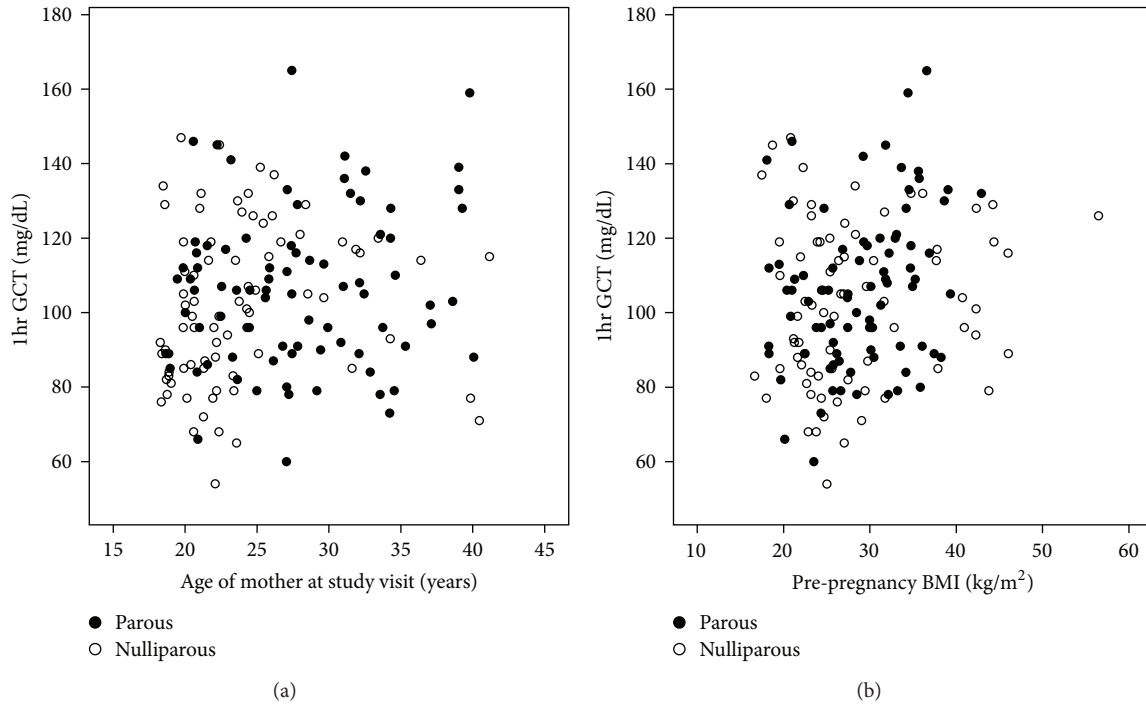 180
160
140
120
100
80
60
1hr GCT (mg/dL)
15 20 25 30 35 40 45
Age of mother at study visit (years)
Parous
Nulliparous
(a)
180
160
140
120
100
80
60
1hr GCT (mg/dL)
10 20 30 40 50 60
Pre-pregnancy BMI (kg/m²)
Parous
Nulliparous
(b)